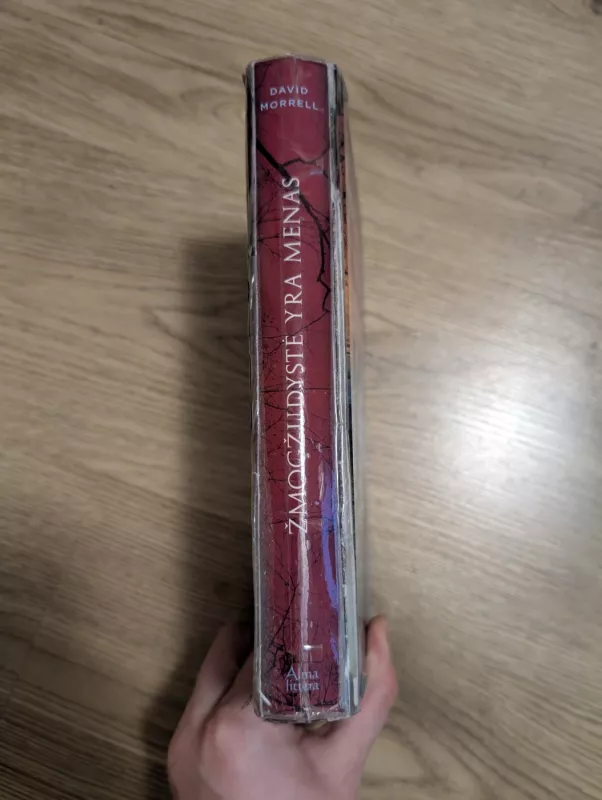 DAVID
MORRELL
ŽMOGŽUDYSTĖ YRA MENAS
Alma
littera